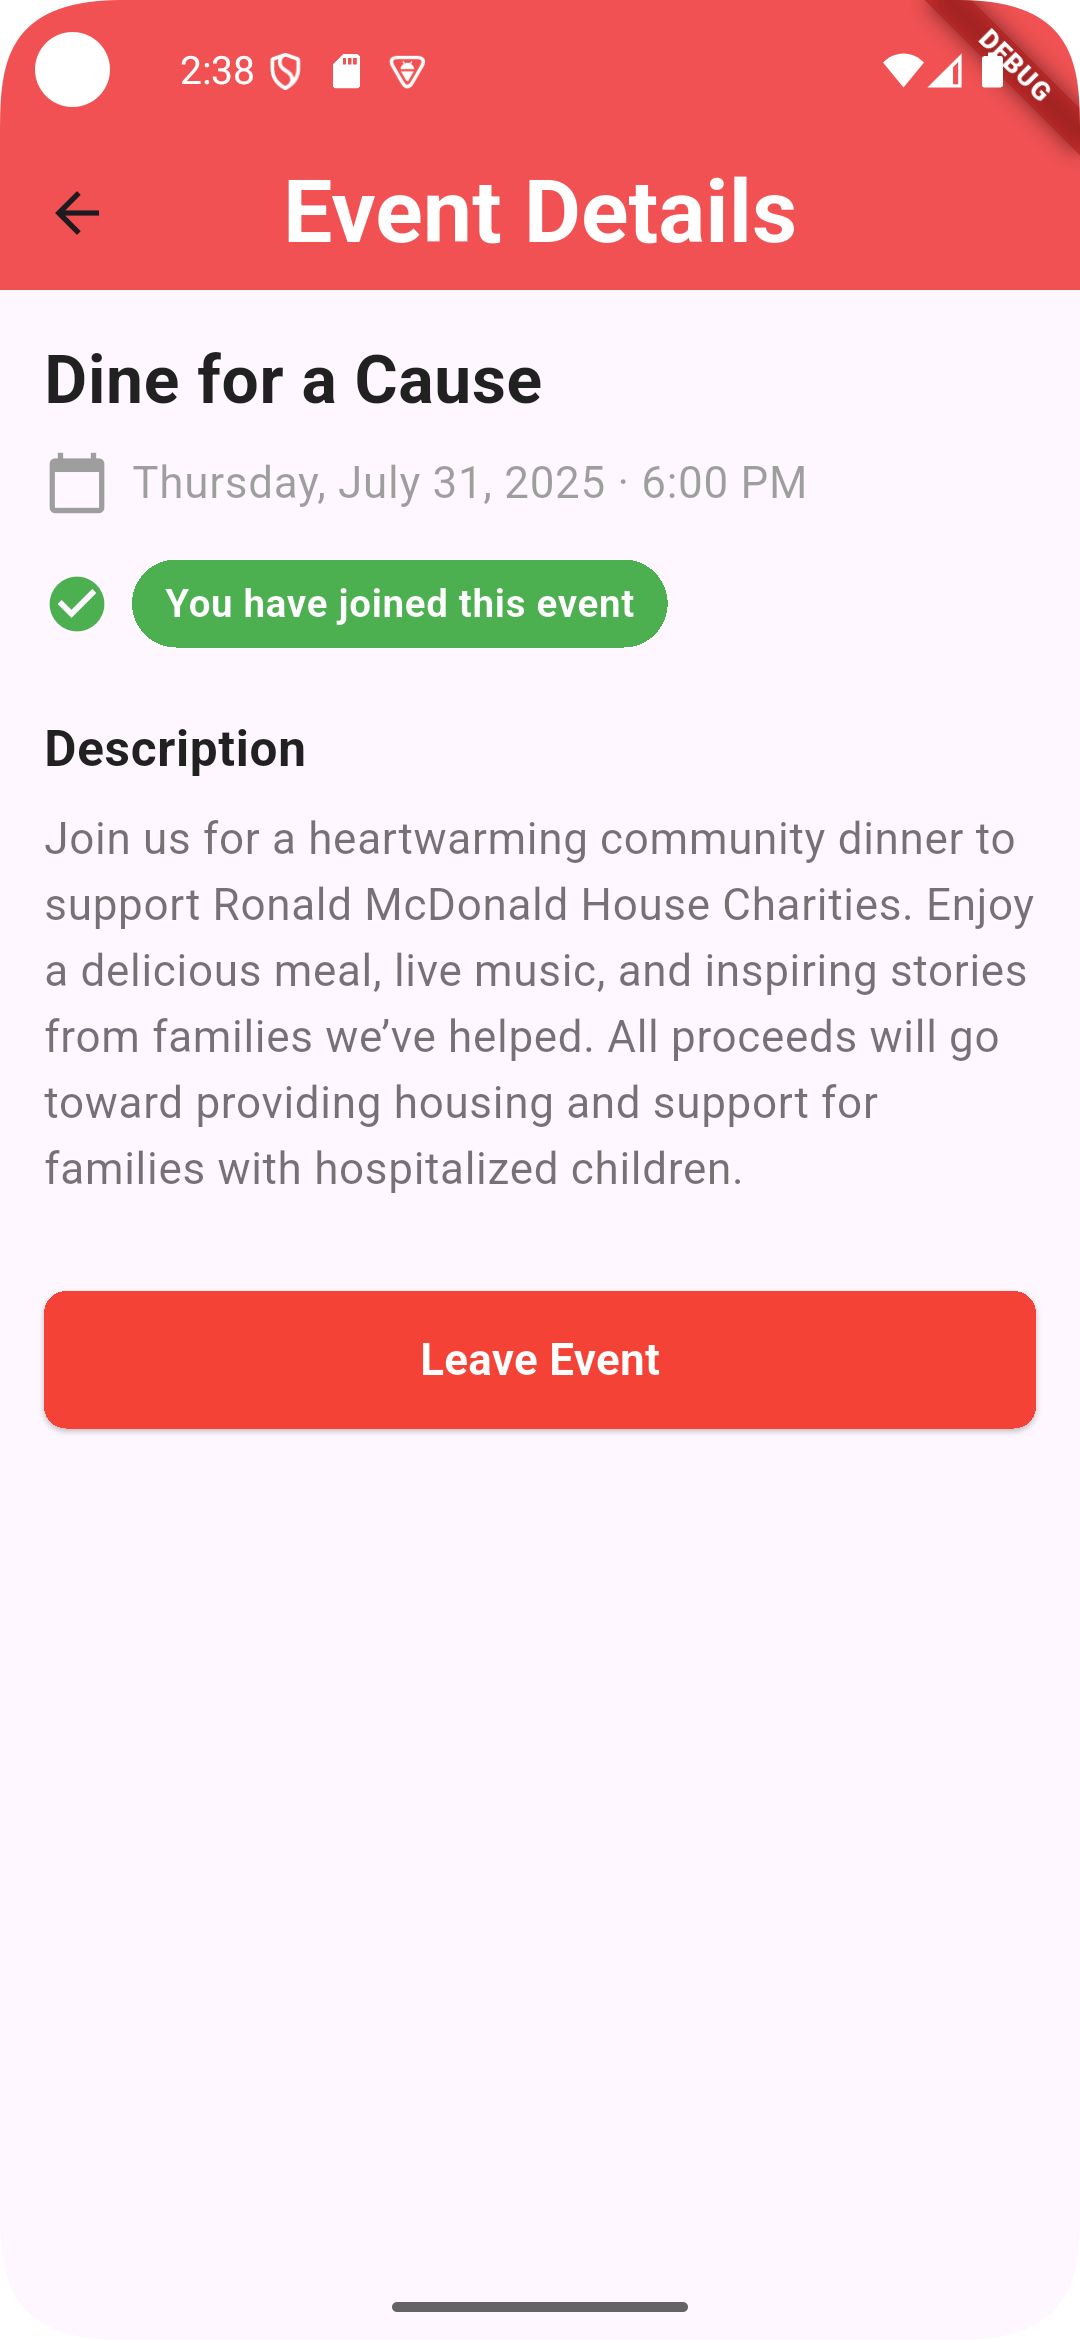 2:38
DEBUG
Event Details
Dine for a Cause
Thursday, July 31, 2025 · 6:00 PM
You have joined this event
Description
Join us for a heartwarming community dinner to
support Ronald McDonald House Charities. Enjoy
a delicious meal, live music, and inspiring stories
from families we’ve helped. All proceeds will go
toward providing housing and support for
families with hospitalized children.
Leave Event